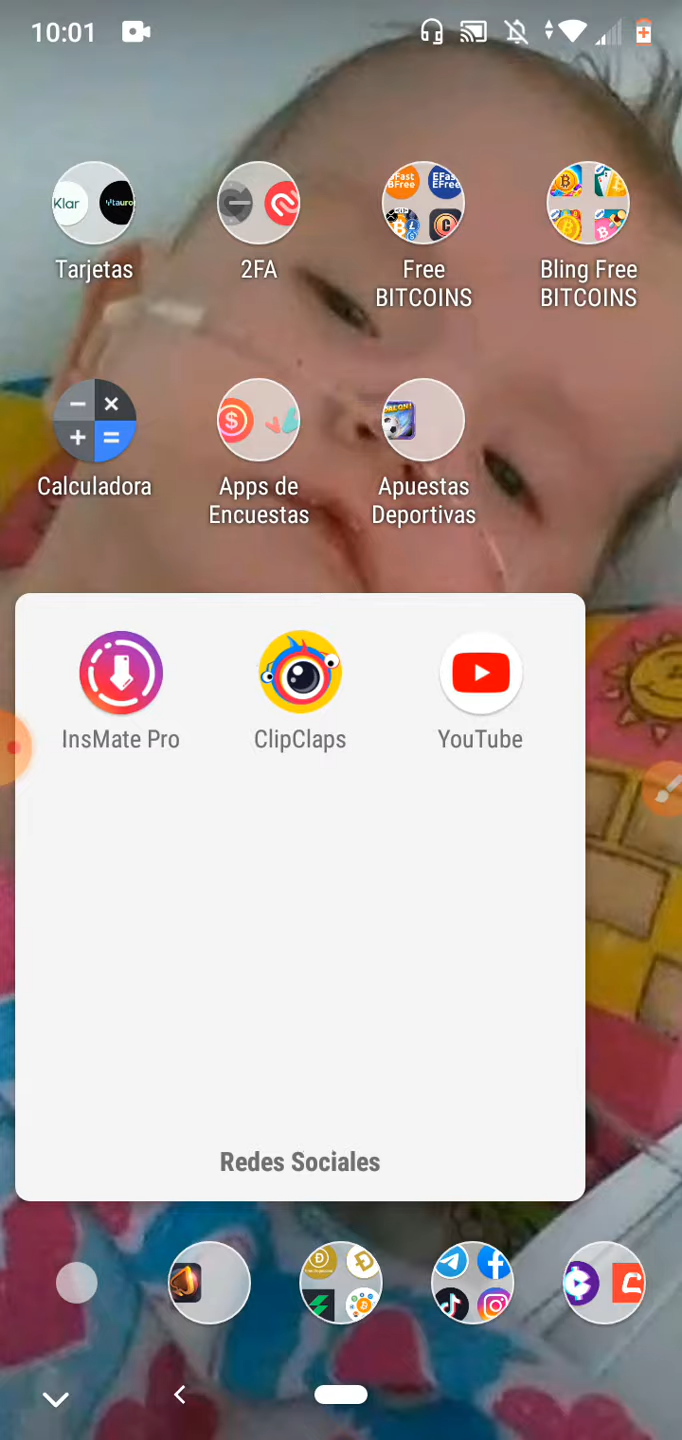 10:01
Klar
tauros
Tarjetas
2FA
Free
BITCOINS
Bling Free
BITCOINS
Calculadora
Apps de
Encuestas
Apuestas
Deportivas
InsMate Pro
ClipClaps
YouTube
Redes Sociales